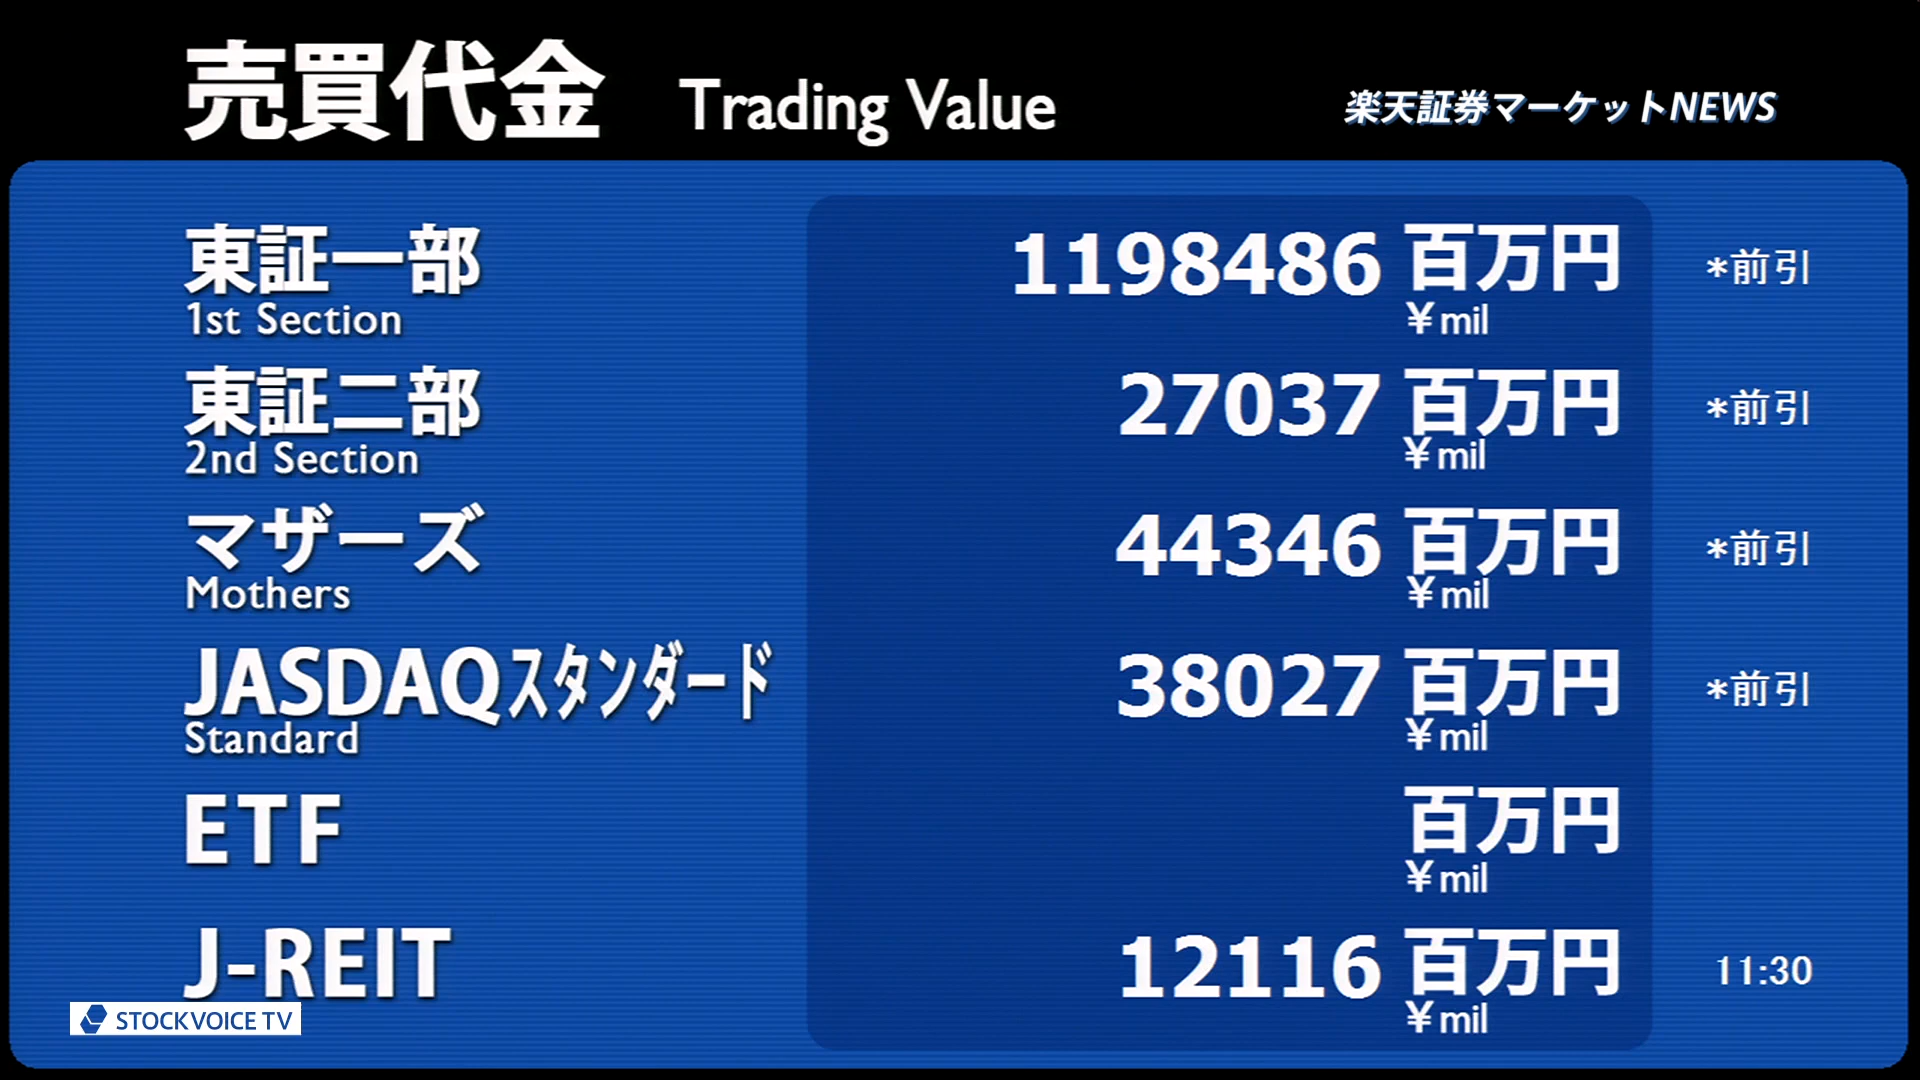 売買代金 Trading Value 楽天証券マーケットNEWS
東証一部 1198486 百万円 *前引
1st Section ¥mil
東証二部 27037 百万円 *前引
2nd Section ¥mil
マザーズ 44346 百万円 *前引
Mothers ¥mil
JASDAQスタンダード 38027 百万円 *前引
Standard ¥mil
ETF 百万円
¥mil
J-REIT 12116 百万円 11:30
¥mil
STOCKVOICE TV